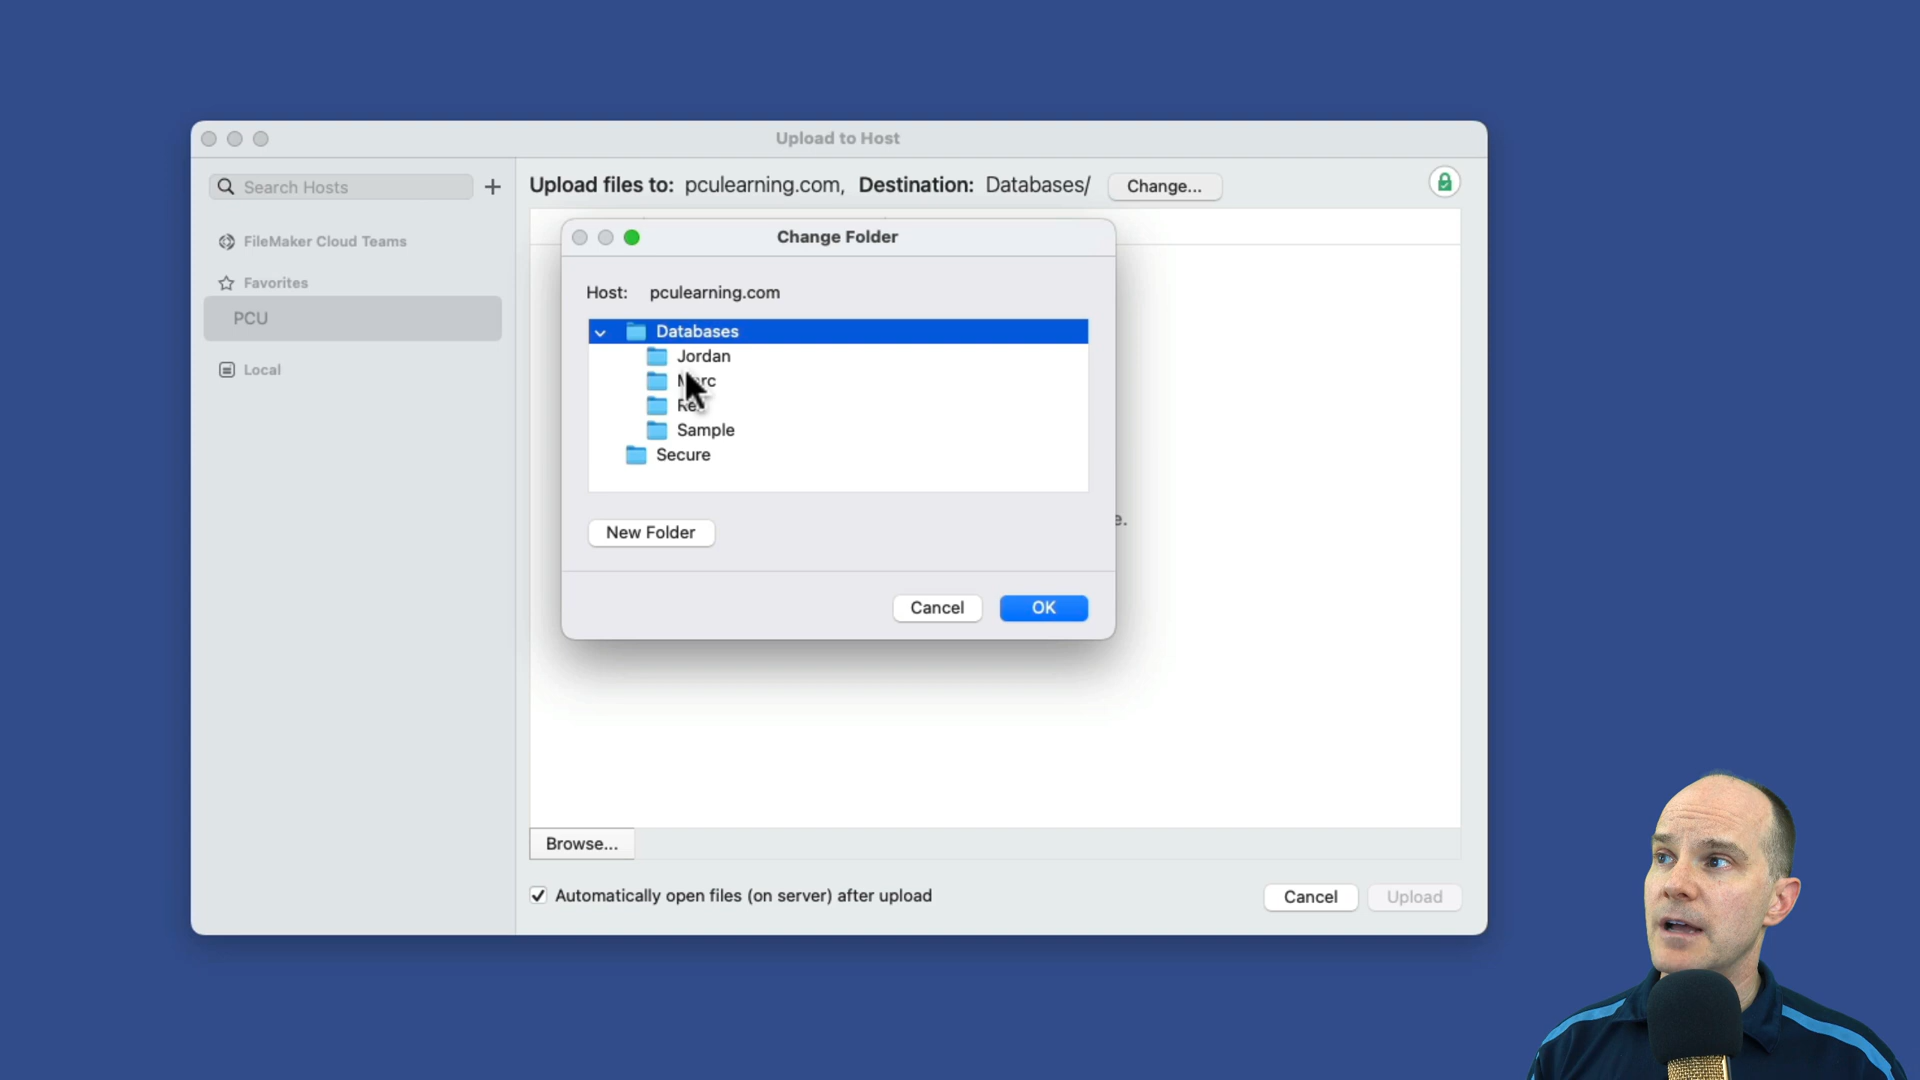 Upload to Host
Search Hosts
Upload files to: pculearning.com, Destination: Databases/ Change...
FileMaker Cloud Teams
Favorites
PCU
Local
Change Folder
Host: pculearning.com
Databases
Jordan
Sample
Secure
New Folder
Cancel OK
Browse...
Automatically open files (on server) after upload
Cancel Upload